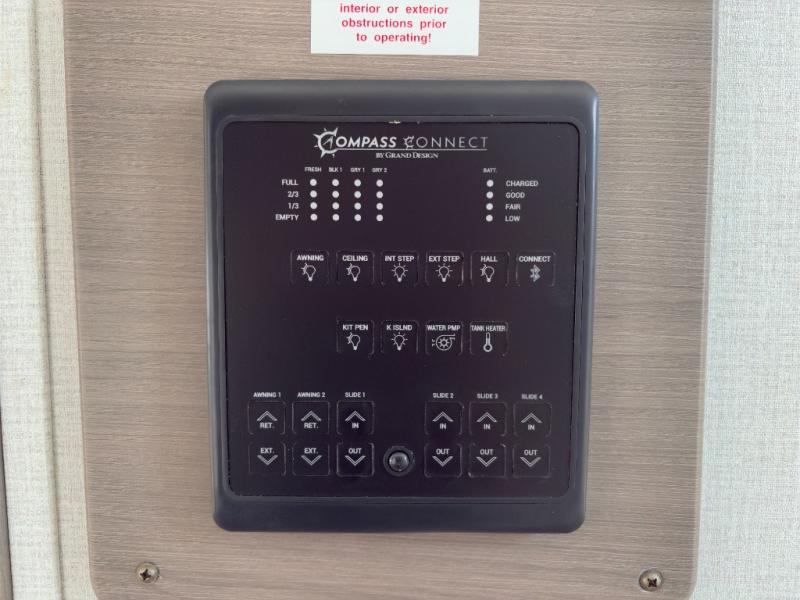 interior or exterior
obstructions prior
to operating!
COMPASS CONNECT
BY GRAND DESIGN
FRESH BLK 1 GRY 1 GRY 2 BATT.
FULL CHARGED
2/3 GOOD
1/3 FAIR
EMPTY LOW
AWNING CEILING INT STEP EXT STEP HALL CONNECT
KIT PEN K ISLND WATER PMP TANK HEATER
AWNING 1 AWNING 2 SLIDE 1 SLIDE 2 SLIDE 3 SLIDE 4
RET. RET. IN IN IN IN
EXT. EXT. OUT OUT OUT OUT